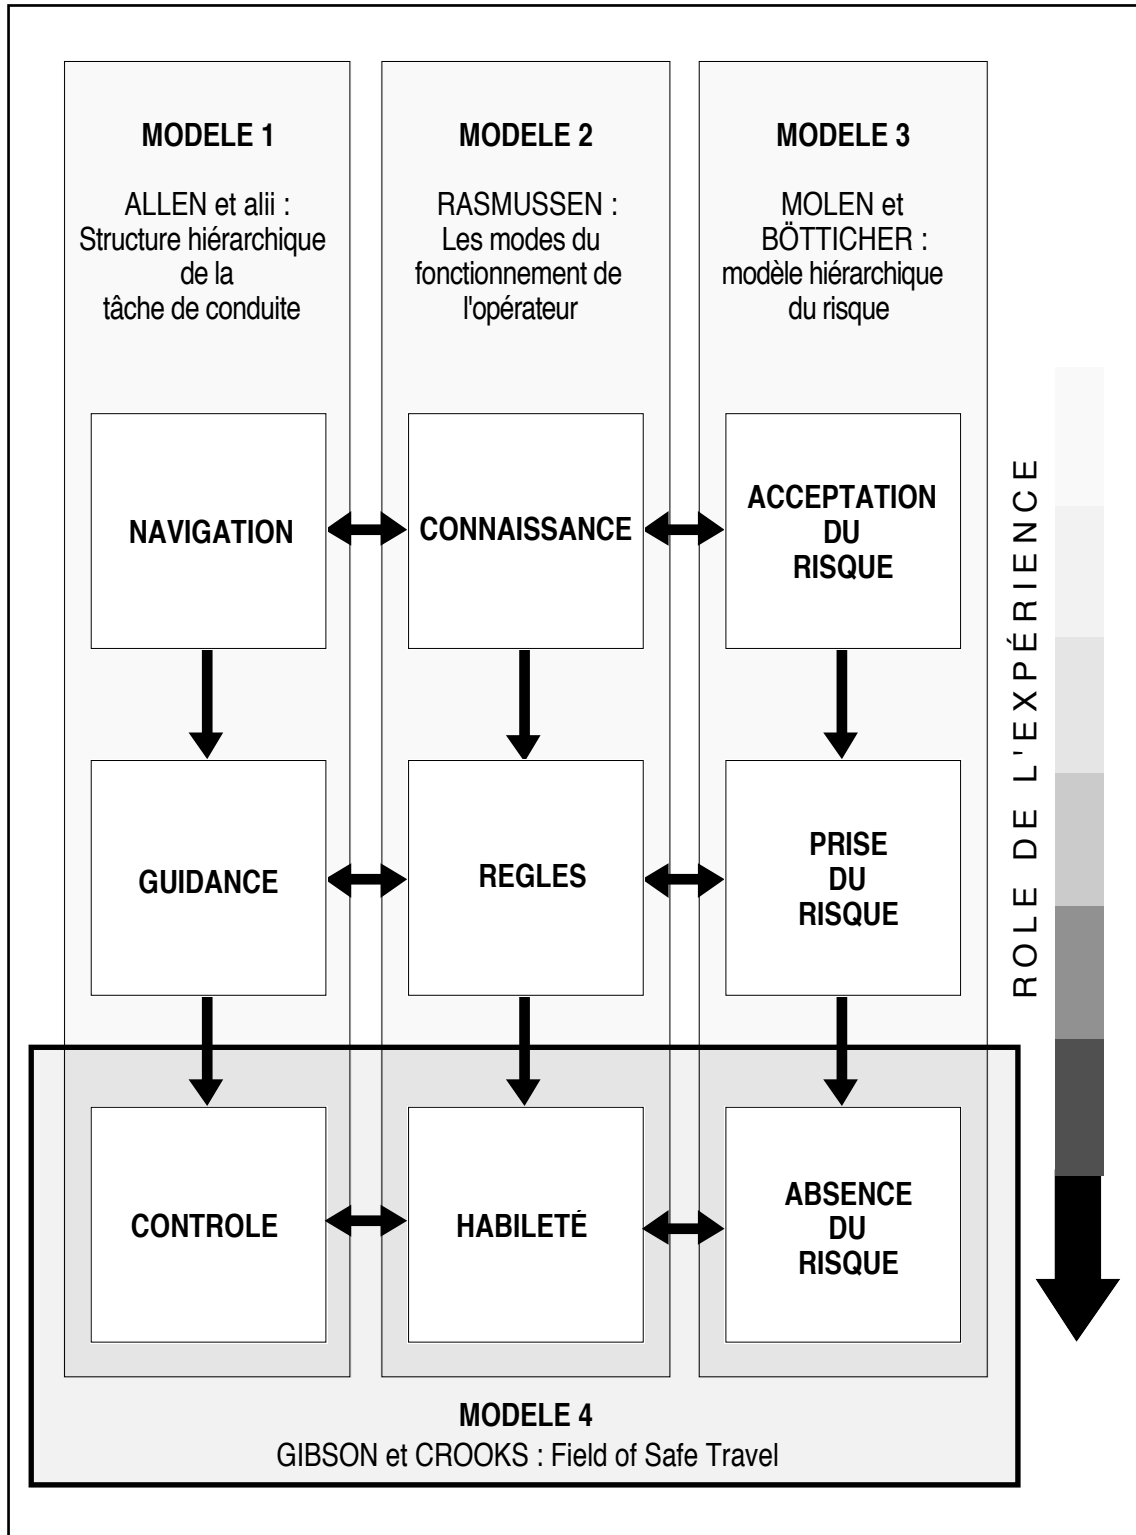 MODELE 1
ALLEN et alii :
Structure hiérarchique
de la
tâche de conduite
MODELE 2
RASMUSSEN :
Les modes du
fonctionnement de
l'opérateur
MODELE 3
MOLEN et
BÖTTICHER :
modèle hiérarchique
du risque
NAVIGATION
CONNAISSANCE
ACCEPTATION
DU
RISQUE
GUIDANCE
REGLES
PRISE
DU
RISQUE
CONTROLE
HABILETÉ
ABSENCE
DU
RISQUE
MODELE 4
GIBSON et CROOKS : Field of Safe Travel
ROLE DE L'EXPÉRIENCE